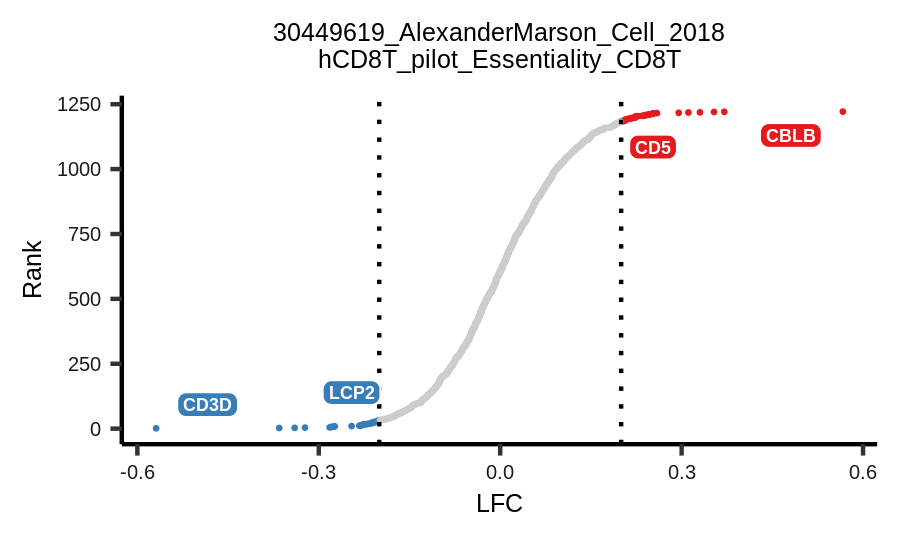 30449619_AlexanderMarson_Cell_2018
hCD8T_pilot_Essentiality_CD8T
Rank
1250
1000
750
500
250
0
CD5
CBLB
CD3D
LCP2
-0.6
-0.3
0.0
0.3
0.6
LFC